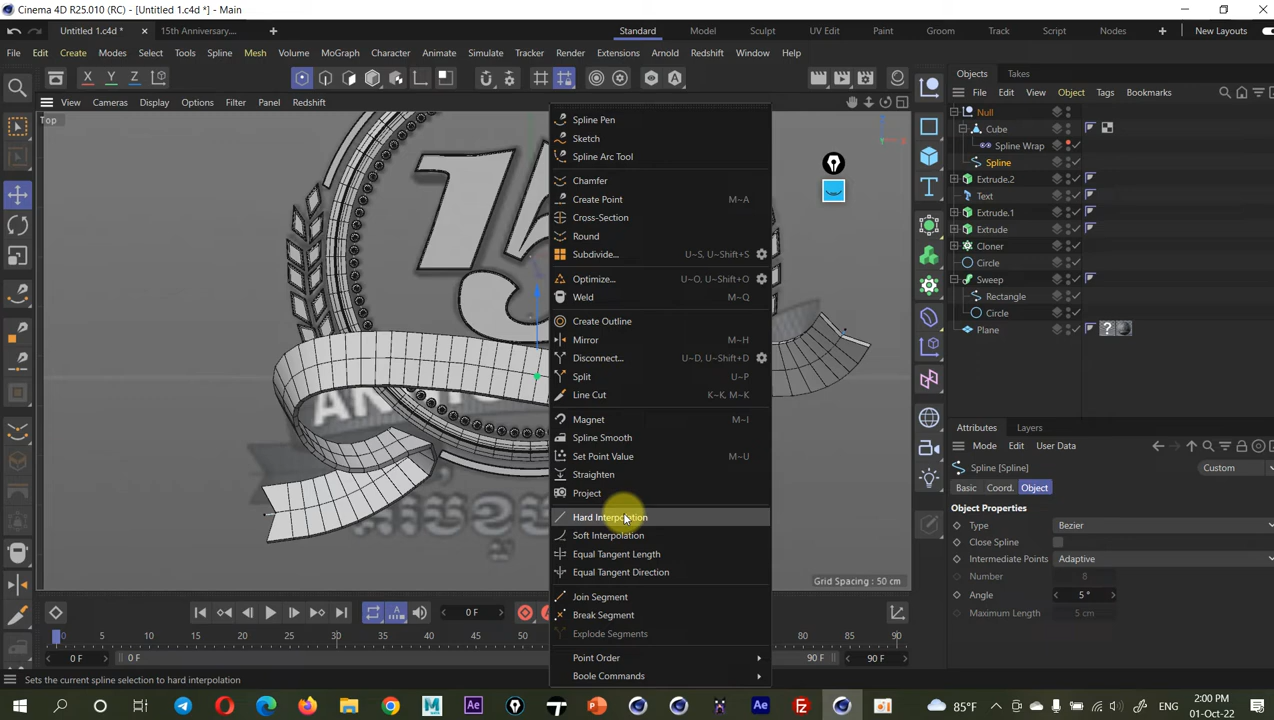 Cinema 4D R25.010 (RC) - [Untitled 1.c4d *] - Main
Untitled 1.c4d *
15th Anniversary....
Standard
Model
Sculpt
UV Edit
Paint
Groom
Track
Script
Nodes
New Layouts
File Edit Create Modes Select Tools Spline Mesh Volume MoGraph Character Animate Simulate Tracker Render Extensions Arnold Redshift Window Help
X Y Z
View Cameras Display Options Filter Panel Redshift
Top
15
Spline Pen
Sketch
Spline Arc Tool
Chamfer
Create Point M~A
Cross-Section
Round
Subdivide... U~S, U~Shift+S
Optimize... U~O, U~Shift+O
Weld M~Q
Create Outline
Mirror M~H
Disconnect... U~D, U~Shift+D
Split U~P
Line Cut K~K, M~K
Magnet M~I
Spline Smooth
Set Point Value M~U
Straighten
Project
Hard Interpolation
Soft Interpolation
Equal Tangent Length
Equal Tangent Direction
Join Segment
Break Segment
Explode Segments
Point Order
Boole Commands
Grid Spacing : 50 cm
Objects Takes
File Edit View Object Tags Bookmarks
Null
Cube
Spline Wrap
Spline
Extrude.2
Text
Extrude.1
Extrude
Cloner
Circle
Sweep
Rectangle
Circle
Plane
Attributes Layers
Mode Edit User Data
Spline [Spline]
Custom
Basic Coord. Object
Object Properties
Type Bezier
Close Spline
Intermediate Points Adaptive
Number 8
Angle 5 °
Maximum Length 5 cm
0 F
0 5 10 15 20 25 30 35 40 45
85 90
0 F 0 F 90 F 90 F
Sets the current spline selection to hard interpolation
85°F
ENG
2:00 PM
01-Oct-22